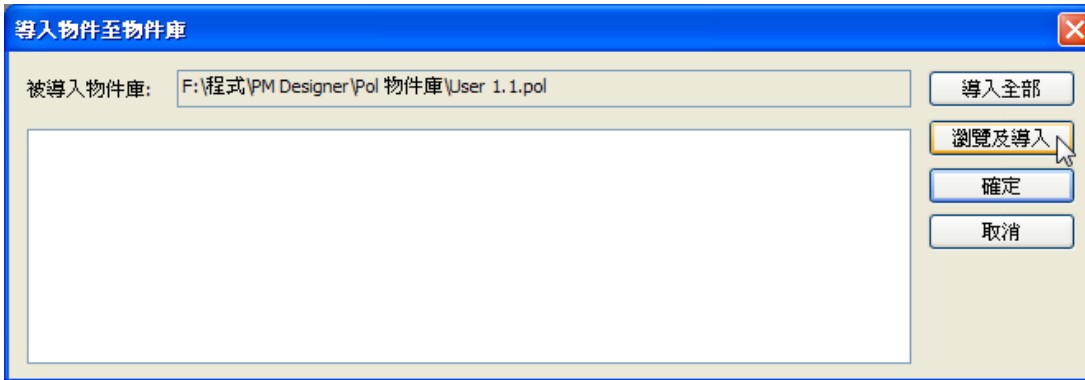 導入物件至物件庫
被導入物件庫: F:\程式\PM Designer\Pol 物件庫\User 1.1.pol
導入全部
瀏覽及導入
確定
取消